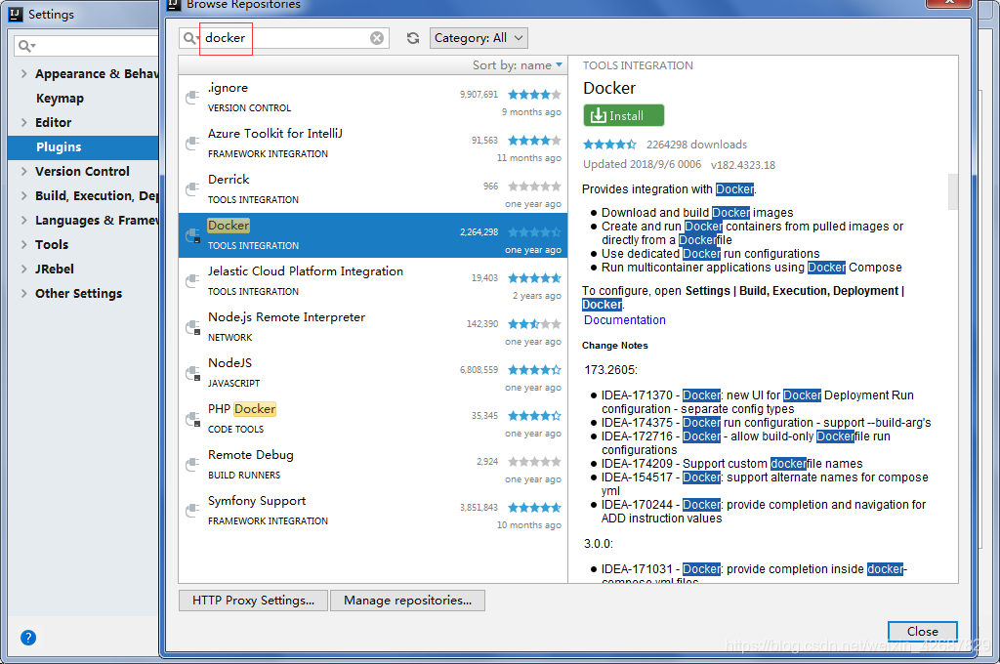 Settings
Appearance & Behav
Keymap
Editor
Plugins
Version Control
Build, Execution, Dep
Languages & Framew
Tools
JRebel
Other Settings
?
Browse Repositories
docker
Category: All
Sort by: name
.ignore
9,907,691
VERSION CONTROL
9 months ago
Azure Toolkit for IntelliJ
91,563
FRAMEWORK INTEGRATION
11 months ago
Derrick
966
TOOLS INTEGRATION
one year ago
Docker
2,264,298
TOOLS INTEGRATION
one year ago
Jelastic Cloud Platform Integration
19,403
TOOLS INTEGRATION
2 years ago
Node.js Remote Interpreter
142,390
NETWORK
one year ago
NodeJS
6,808,559
JAVASCRIPT
one year ago
PHP Docker
35,345
CODE TOOLS
one year ago
Remote Debug
2,924
BUILD RUNNERS
one year ago
Symfony Support
3,851,843
FRAMEWORK INTEGRATION
10 months ago
TOOLS INTEGRATION
Docker
Install
2264298 downloads
Updated 2018/9/6 0006 v182.4323.18
Provides integration with Docker.
● Download and build Docker images
● Create and run Docker containers from pulled images or
directly from a Dockerfile
● Use dedicated Docker run configurations
● Run multicontainer applications using Docker Compose
To configure, open Settings | Build, Execution, Deployment |
Docker.
Documentation
Change Notes
173.2605:
● IDEA-171370 - Docker: new UI for Docker Deployment Run
configuration - separate config types
● IDEA-174375 - Docker run configuration - support --build-arg's
● IDEA-172716 - Docker - allow build-only Dockerfile run
configurations
● IDEA-174209 - Support custom dockerfile names
● IDEA-154517 - Docker: support alternate names for compose
yml
● IDEA-170244 - Docker: provide completion and navigation for
ADD instruction values
3.0.0:
● IDEA-171031 - Docker: provide completion inside docker-
compose yml files
HTTP Proxy Settings...
Manage repositories...
Close
https://blog.csdn.net/weixin_42687829